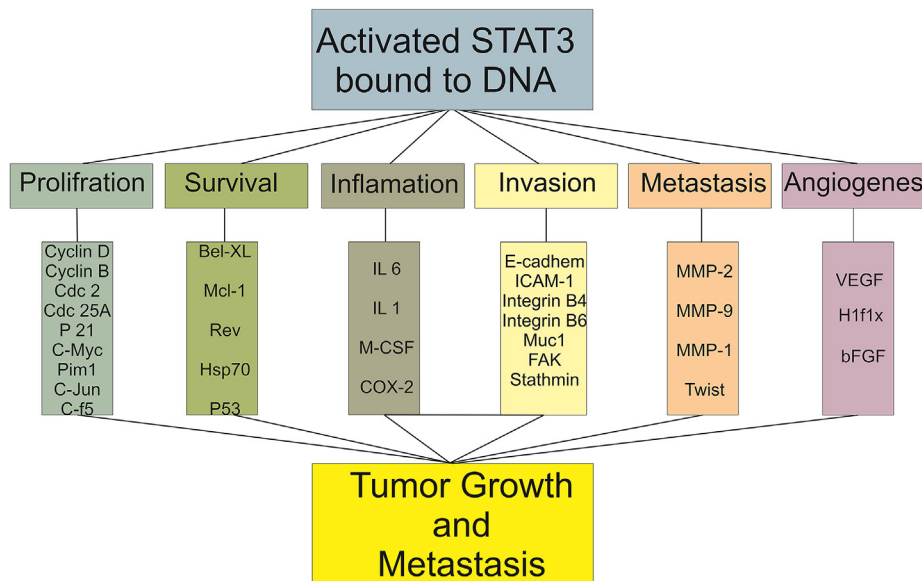 Activated STAT3
bound to DNA
Prolifration
Survival
Inflamation
Invasion
Metastasis
Angiogenes
Cyclin D
Cyclin B
Cdc 2
Cdc 25A
P 21
C-Myc
Pim1
C-Jun
C-f5
Bel-XL
Mcl-1
Rev
Hsp70
P53
IL 6
IL 1
M-CSF
COX-2
E-cadhem
ICAM-1
Integrin B4
Integrin B6
Muc1
FAK
Stathmin
MMP-2
MMP-9
MMP-1
Twist
VEGF
H1f1x
bFGF
Tumor Growth
and
Metastasis